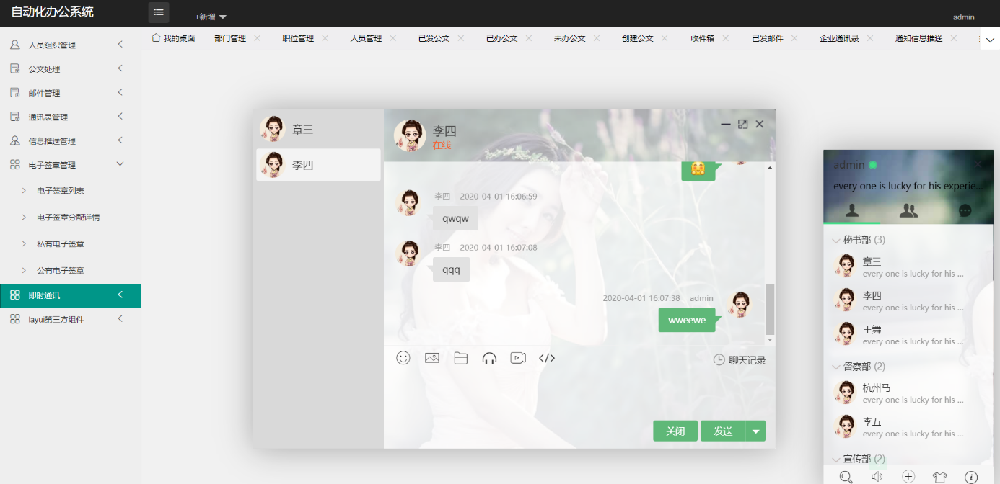 自动化办公系统
+新增
admin
我的桌面 部门管理 职位管理 人员管理 已发公文 已办公文 未办公文 创建公文 收件箱 已发邮件 企业通讯录 通知信息推送
人员组织管理
公文处理
邮件管理
通讯录管理
信息推送管理
电子签章管理
电子签章列表
电子签章分配详情
私有电子签章
公有电子签章
即时通讯
layui第三方组件
章三
李四
李四
在线
李四 2020-04-01 16:06:59
qwqw
李四 2020-04-01 16:07:08
qqq
2020-04-01 16:07:38 admin
wweewe
聊天记录
关闭 发送
admin
every one is lucky for his experie...
秘书部 (3)
章三
every one is lucky for his ...
李四
every one is lucky for his ...
王舞
every one is lucky for his ...
督察部 (2)
杭州马
every one is lucky for his ...
李五
every one is lucky for his ...
宣传部 (2)